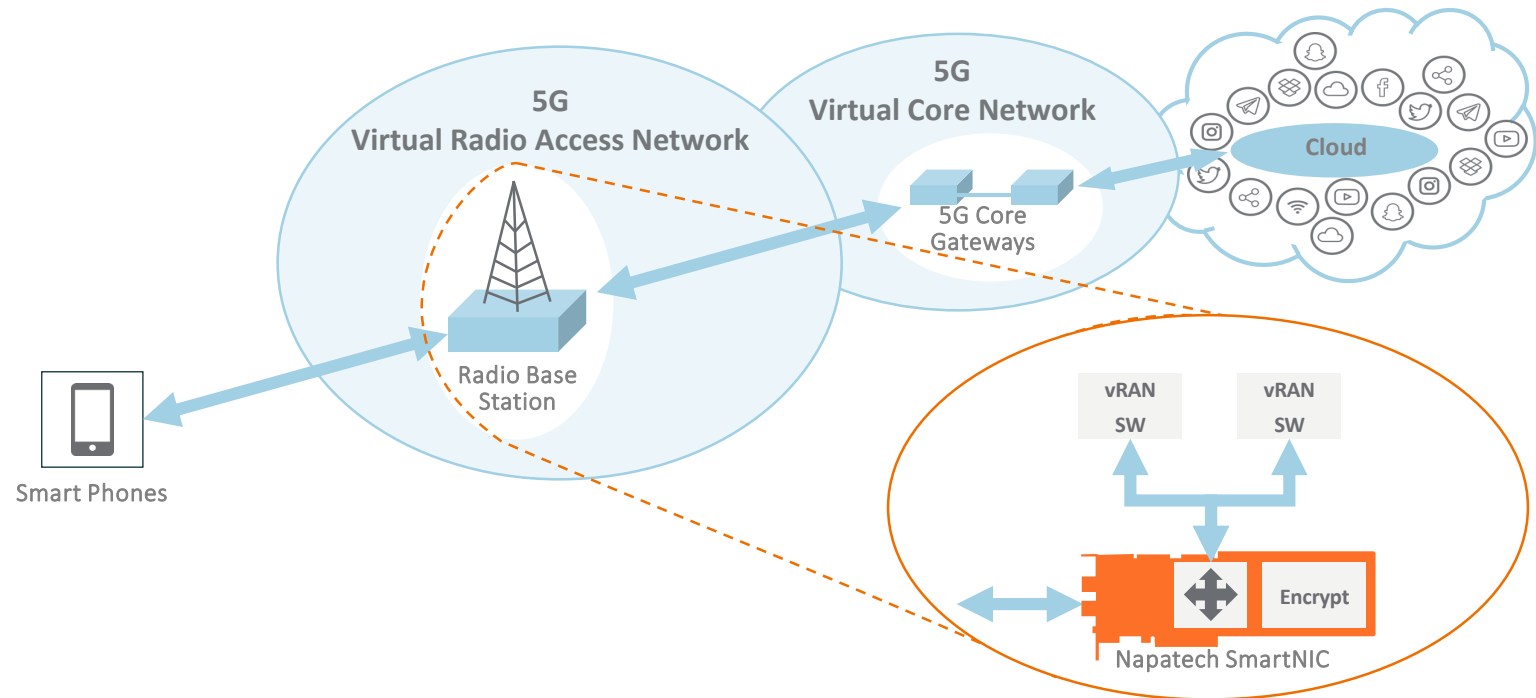 5G
Virtual Radio Access Network
5G
Virtual Core Network
Cloud
5G Core
Gateways
Radio Base
Station
Smart Phones
vRAN
SW
vRAN
SW
Encrypt
Napatech SmartNIC